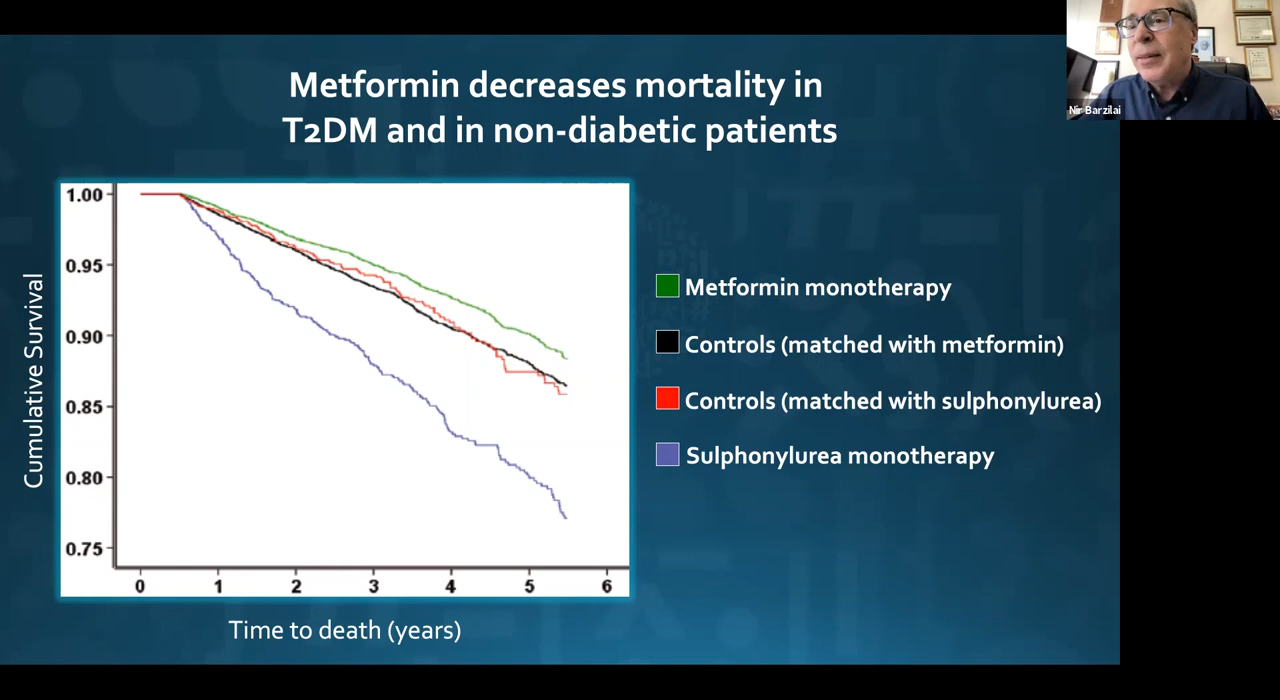 Metformin decreases mortality in
T2DM and in non-diabetic patients
Nir Barzilai
Cumulative Survival
1.00
0.95
0.90
0.85
0.80
0.75
0 1 2 3 4 5 6
Time to death (years)
Metformin monotherapy
Controls (matched with metformin)
Controls (matched with sulphonylurea)
Sulphonylurea monotherapy